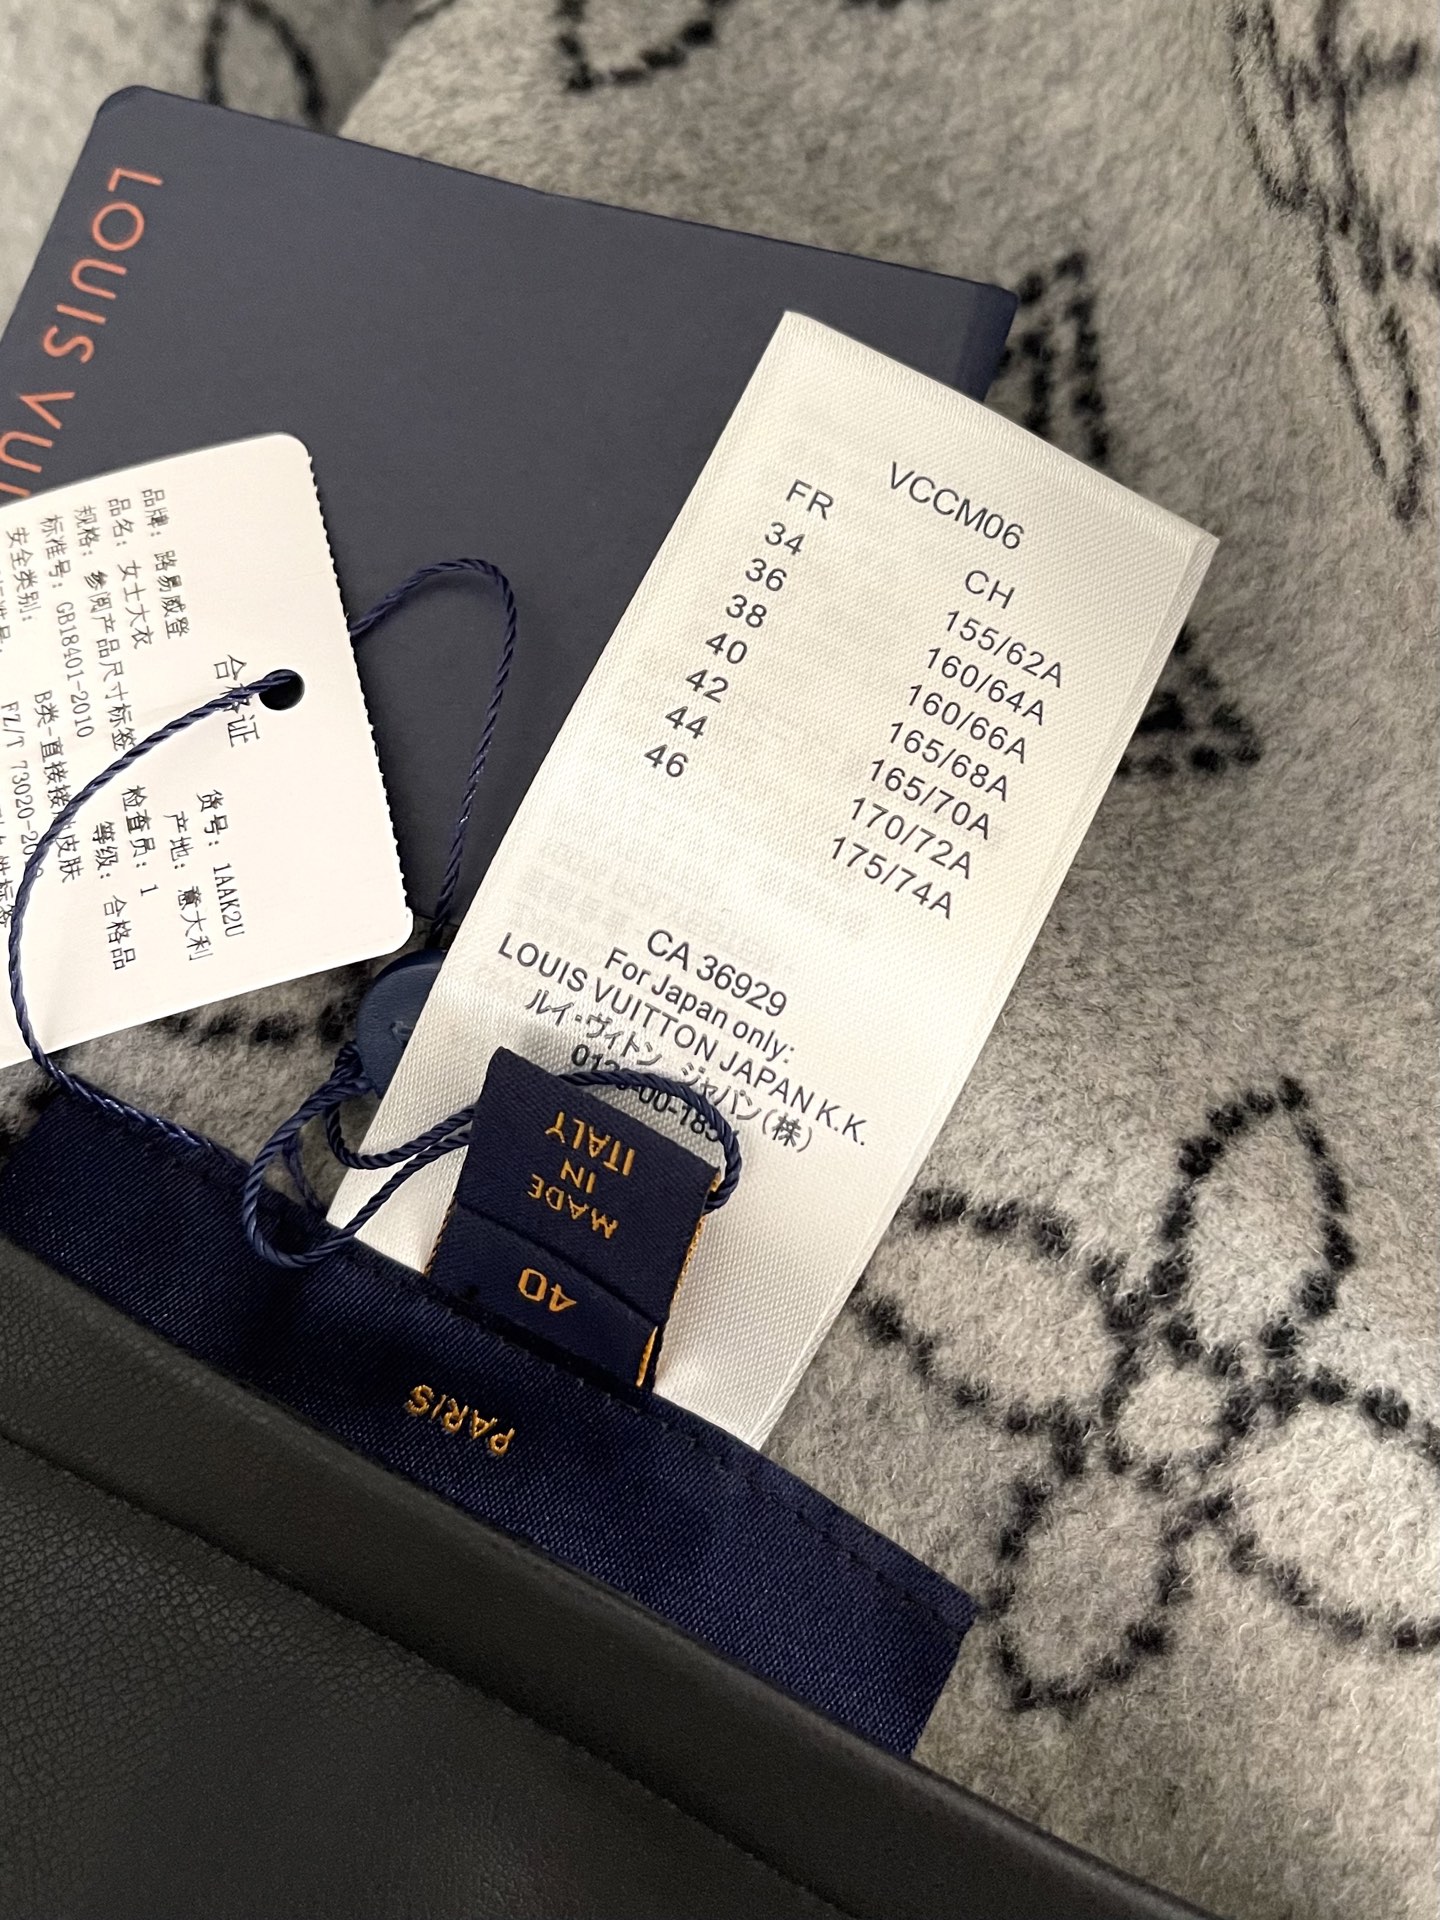 LOUIS VU
合格证
品牌: 路易威登
品名: 女士大衣
规格: 参阅产品尺寸标签
标准号: GB18401-2010
安全类别: B类-直接接 皮肤
FZ/T 73020-20
货号: 1AAK2U
产地: 意大利
检查员: 1
等级: 合格品
VCCM06
FR CH
34 155/62A
36 160/64A
38 160/66A
40 165/68A
42 165/70A
44 170/72A
46 175/74A
CA 36929
For Japan only:
LOUIS VUITTON JAPAN K.K.
ルイ・ヴィトン ジャパン(株)
MADE
IN
ITALY
40
PARIS